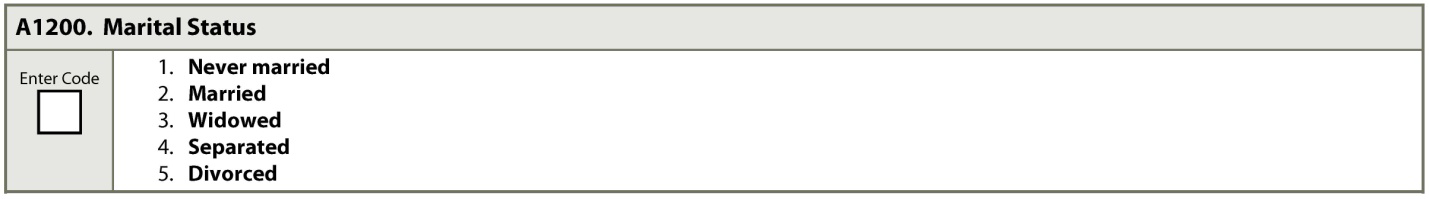 A1200. Marital Status
Enter Code
1. Never married
2. Married
3. Widowed
4. Separated
5. Divorced